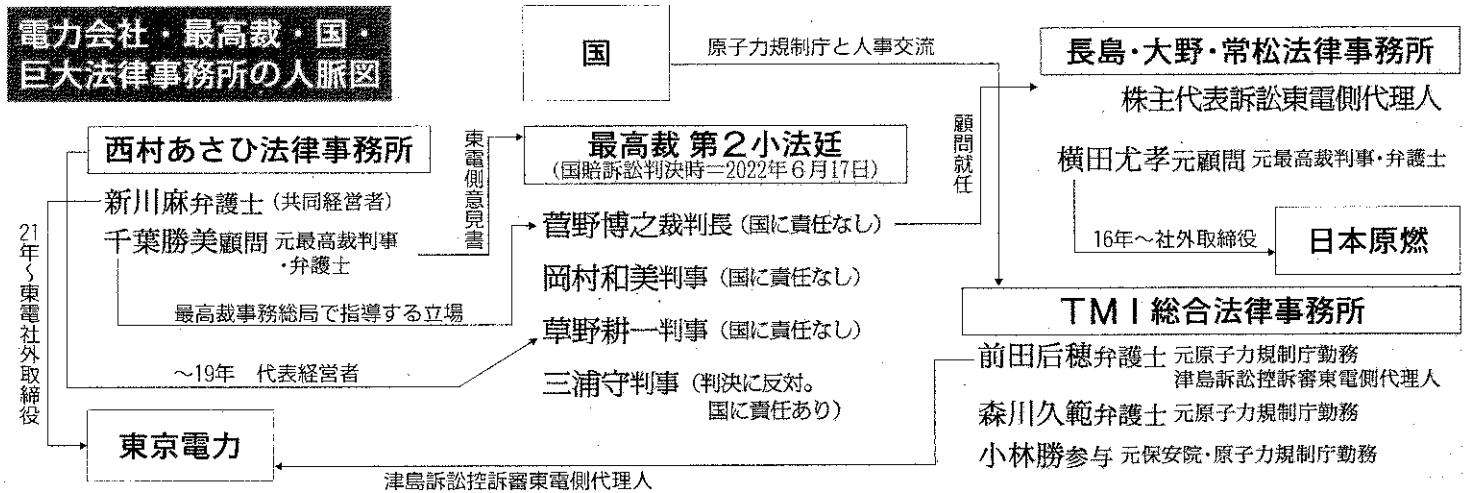 電力会社・最高裁・国・
巨大法律事務所の人脈図
国
原子力規制庁と人事交流
長島・大野・常松法律事務所
株主代表訴訟東電側代理人
横田尤孝元顧問 元最高裁判事・弁護士
16年～社外取締役
日本原燃
顧問就任
西村あさひ法律事務所
新川麻弁護士(共同経営者)
千葉勝美顧問 元最高裁判事
・弁護士
東電側意見書
最高裁 第2小法廷
(国賠訴訟判決時=2022年6月17日)
菅野博之裁判長(国に責任なし)
岡村和美判事(国に責任なし)
草野耕一判事(国に責任なし)
三浦守判事(判決に反対。
国に責任あり)
最高裁事務総局で指導する立場
～19年 代表経営者
21年～東電社外取締役
東京電力
TMI総合法律事務所
前田后穂弁護士 元原子力規制庁勤務
津島訴訟控訴審東電側代理人
森川久範弁護士 元原子力規制庁勤務
小林勝参与 元保安院・原子力規制庁勤務
津島訴訟控訴審東電側代理人